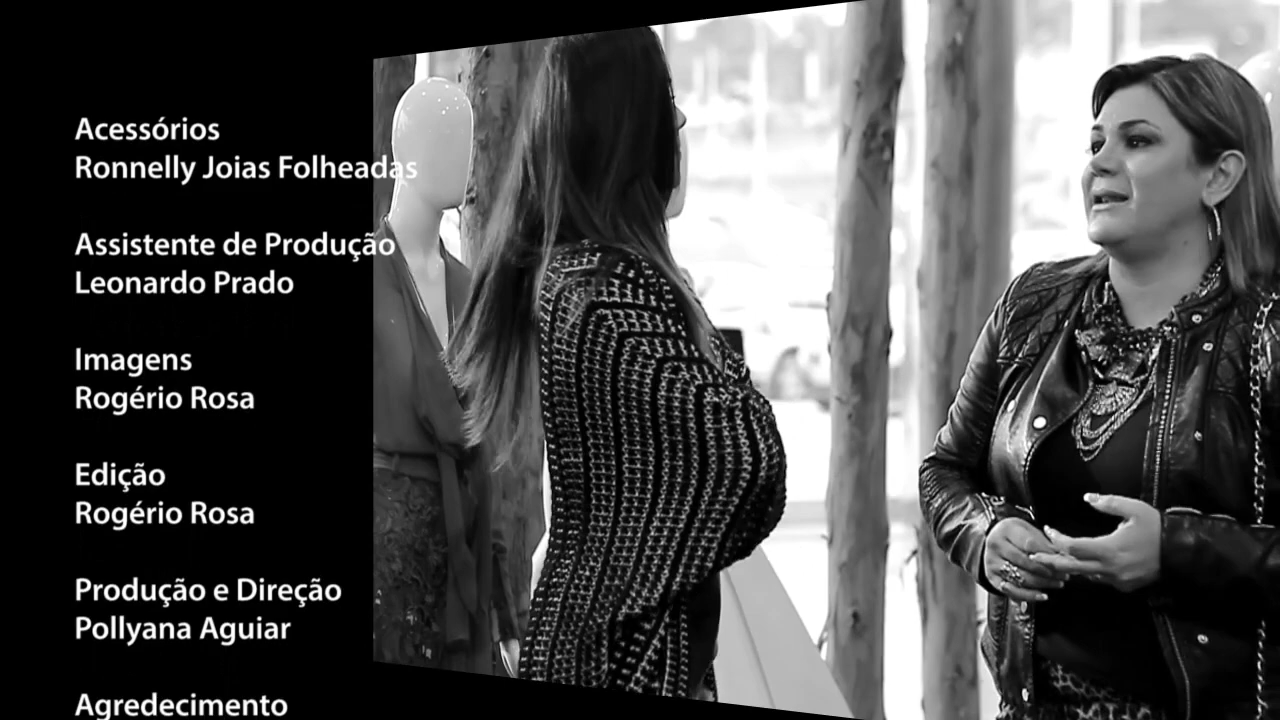 Acessórios
Ronnelly Joias Folheadas
Assistente de Produção
Leonardo Prado
Imagens
Rogério Rosa
Edição
Rogério Rosa
Produção e Direção
Pollyana Aguiar
Agredecimento